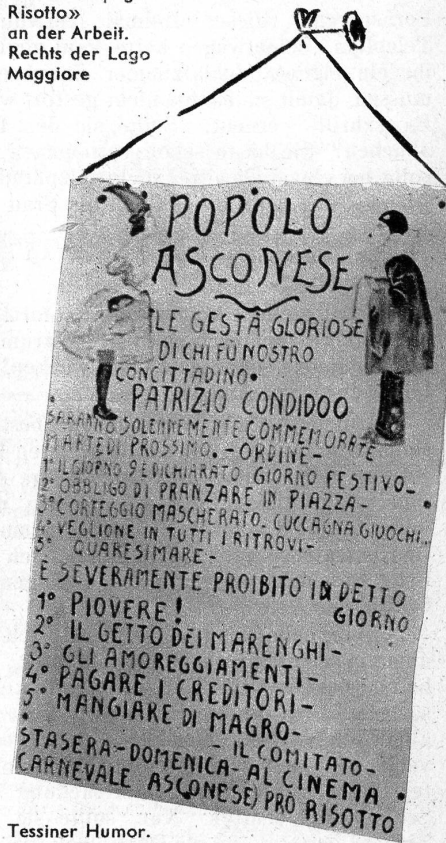 Risotto»
an der Arbeit.
Rechts der Lago
Maggiore
POPOLO
ASCONESE
LE GESTÀ GLORIOSE
DI CHI FÙ NOSTRO
CONCITTADINO.
PATRIZIO CONDIDOO
SARANNO SOLENNEMENTE COMMEMORATE
MARTEDI PROSSIMO. - ORDINE -
1° IL GIORNO 9 E DICHIARATO GIORNO FESTIVO -
2° OBBLIGO DI PRANZARE IN PIAZZA -
3° CORTEGGIO MASCHERATO. CUCCAGNA GIUOCHI..
4° VEGLIONE IN TUTTI I RITROVI -
5° QUARESIMARE -
E SEVERAMENTE PROIBITO IN DETTO
GIORNO
1° PIOVERE!
2° IL GETTO DEI MARENGHI -
3° GLI AMOREGGIAMENTI -
4° PAGARE I CREDITORI -
5° MANGIARE DI MAGRO -
- IL COMITATO -
STASERA - DOMENICA - AL CINEMA
CARNEVALE ASCONESE) PRÒ RISOTTO
Tessiner Humor.